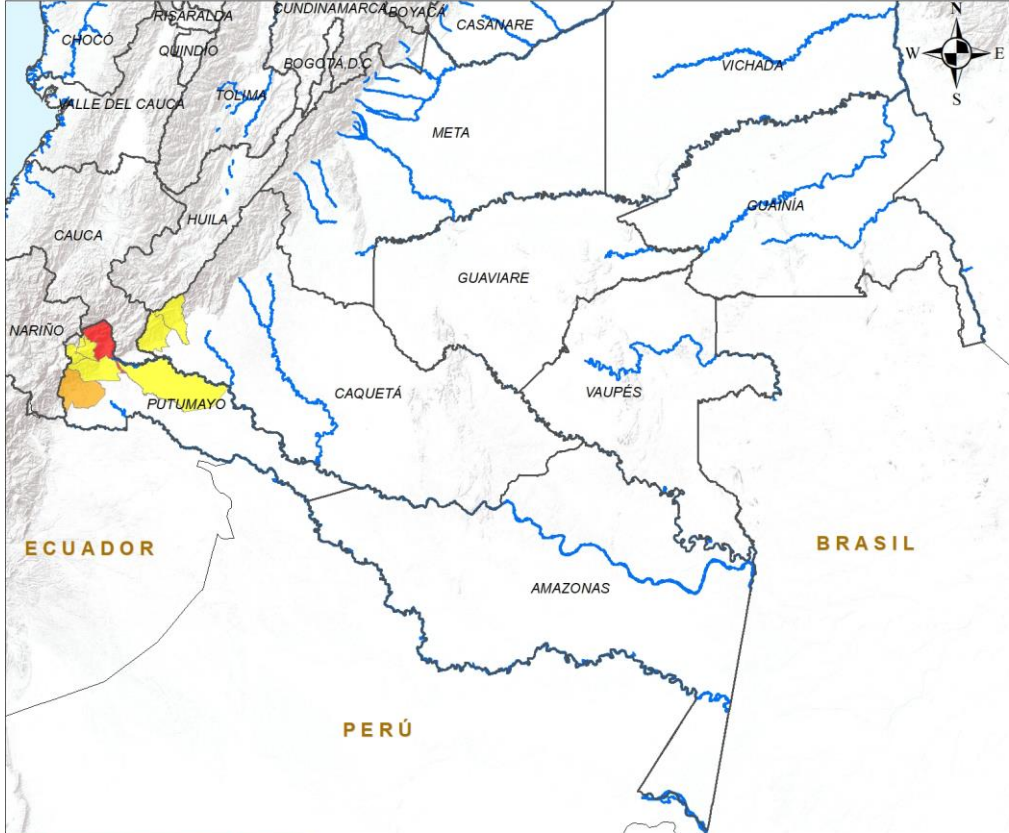 RISARALDA
CUNDINAMARCA
BOYACÁ
CASANARE
N
CHOCÓ
QUINDÍO
BOGOTÁ D.C
W
E
VICHADA
S
VALLE DEL CAUCA
TOLIMA
META
HUILA
GUAINÍA
CAUCA
GUAVIARE
NARIÑO
CAQUETÁ
VAUPÉS
PUTUMAYO
ECUADOR
BRASIL
AMAZONAS
PERÚ